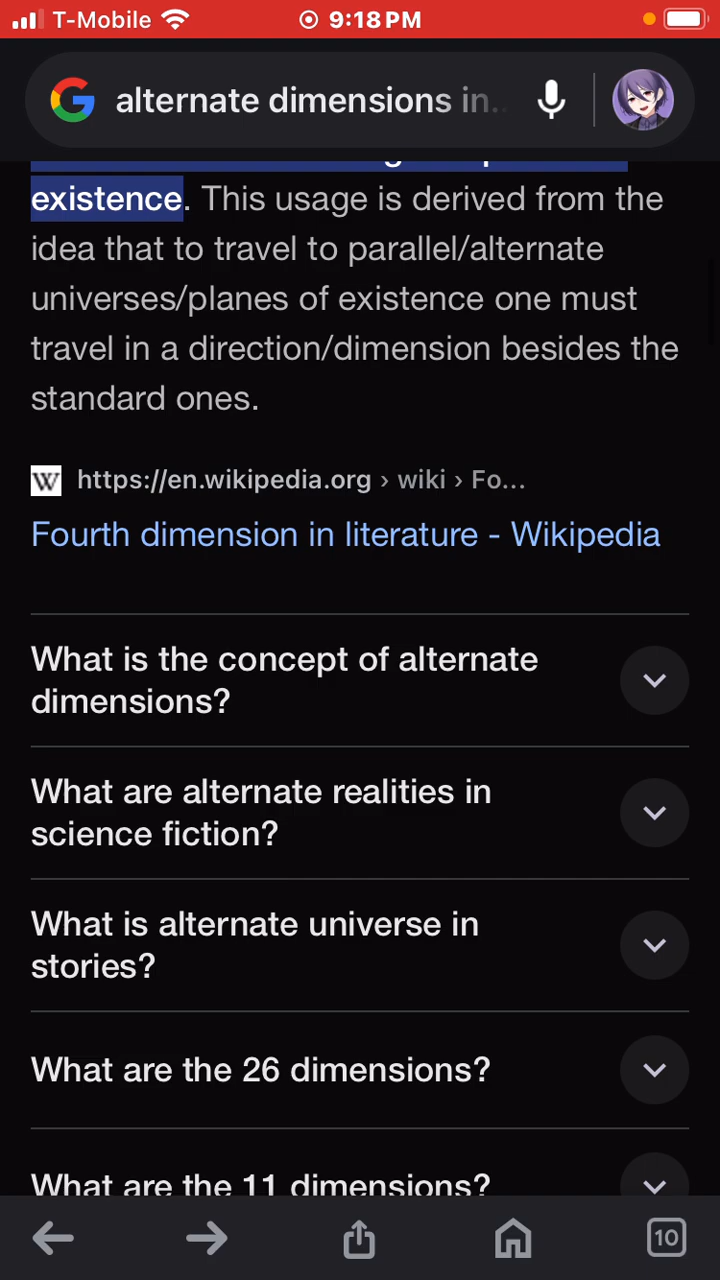 T-Mobile 9:18 PM
alternate dimensions in...
existence. This usage is derived from the
idea that to travel to parallel/alternate
universes/planes of existence one must
travel in a direction/dimension besides the
standard ones.
W https://en.wikipedia.org › wiki › Fo...
Fourth dimension in literature - Wikipedia
What is the concept of alternate
dimensions?
What are alternate realities in
science fiction?
What is alternate universe in
stories?
What are the 26 dimensions?
What are the 11 dimensions?
10